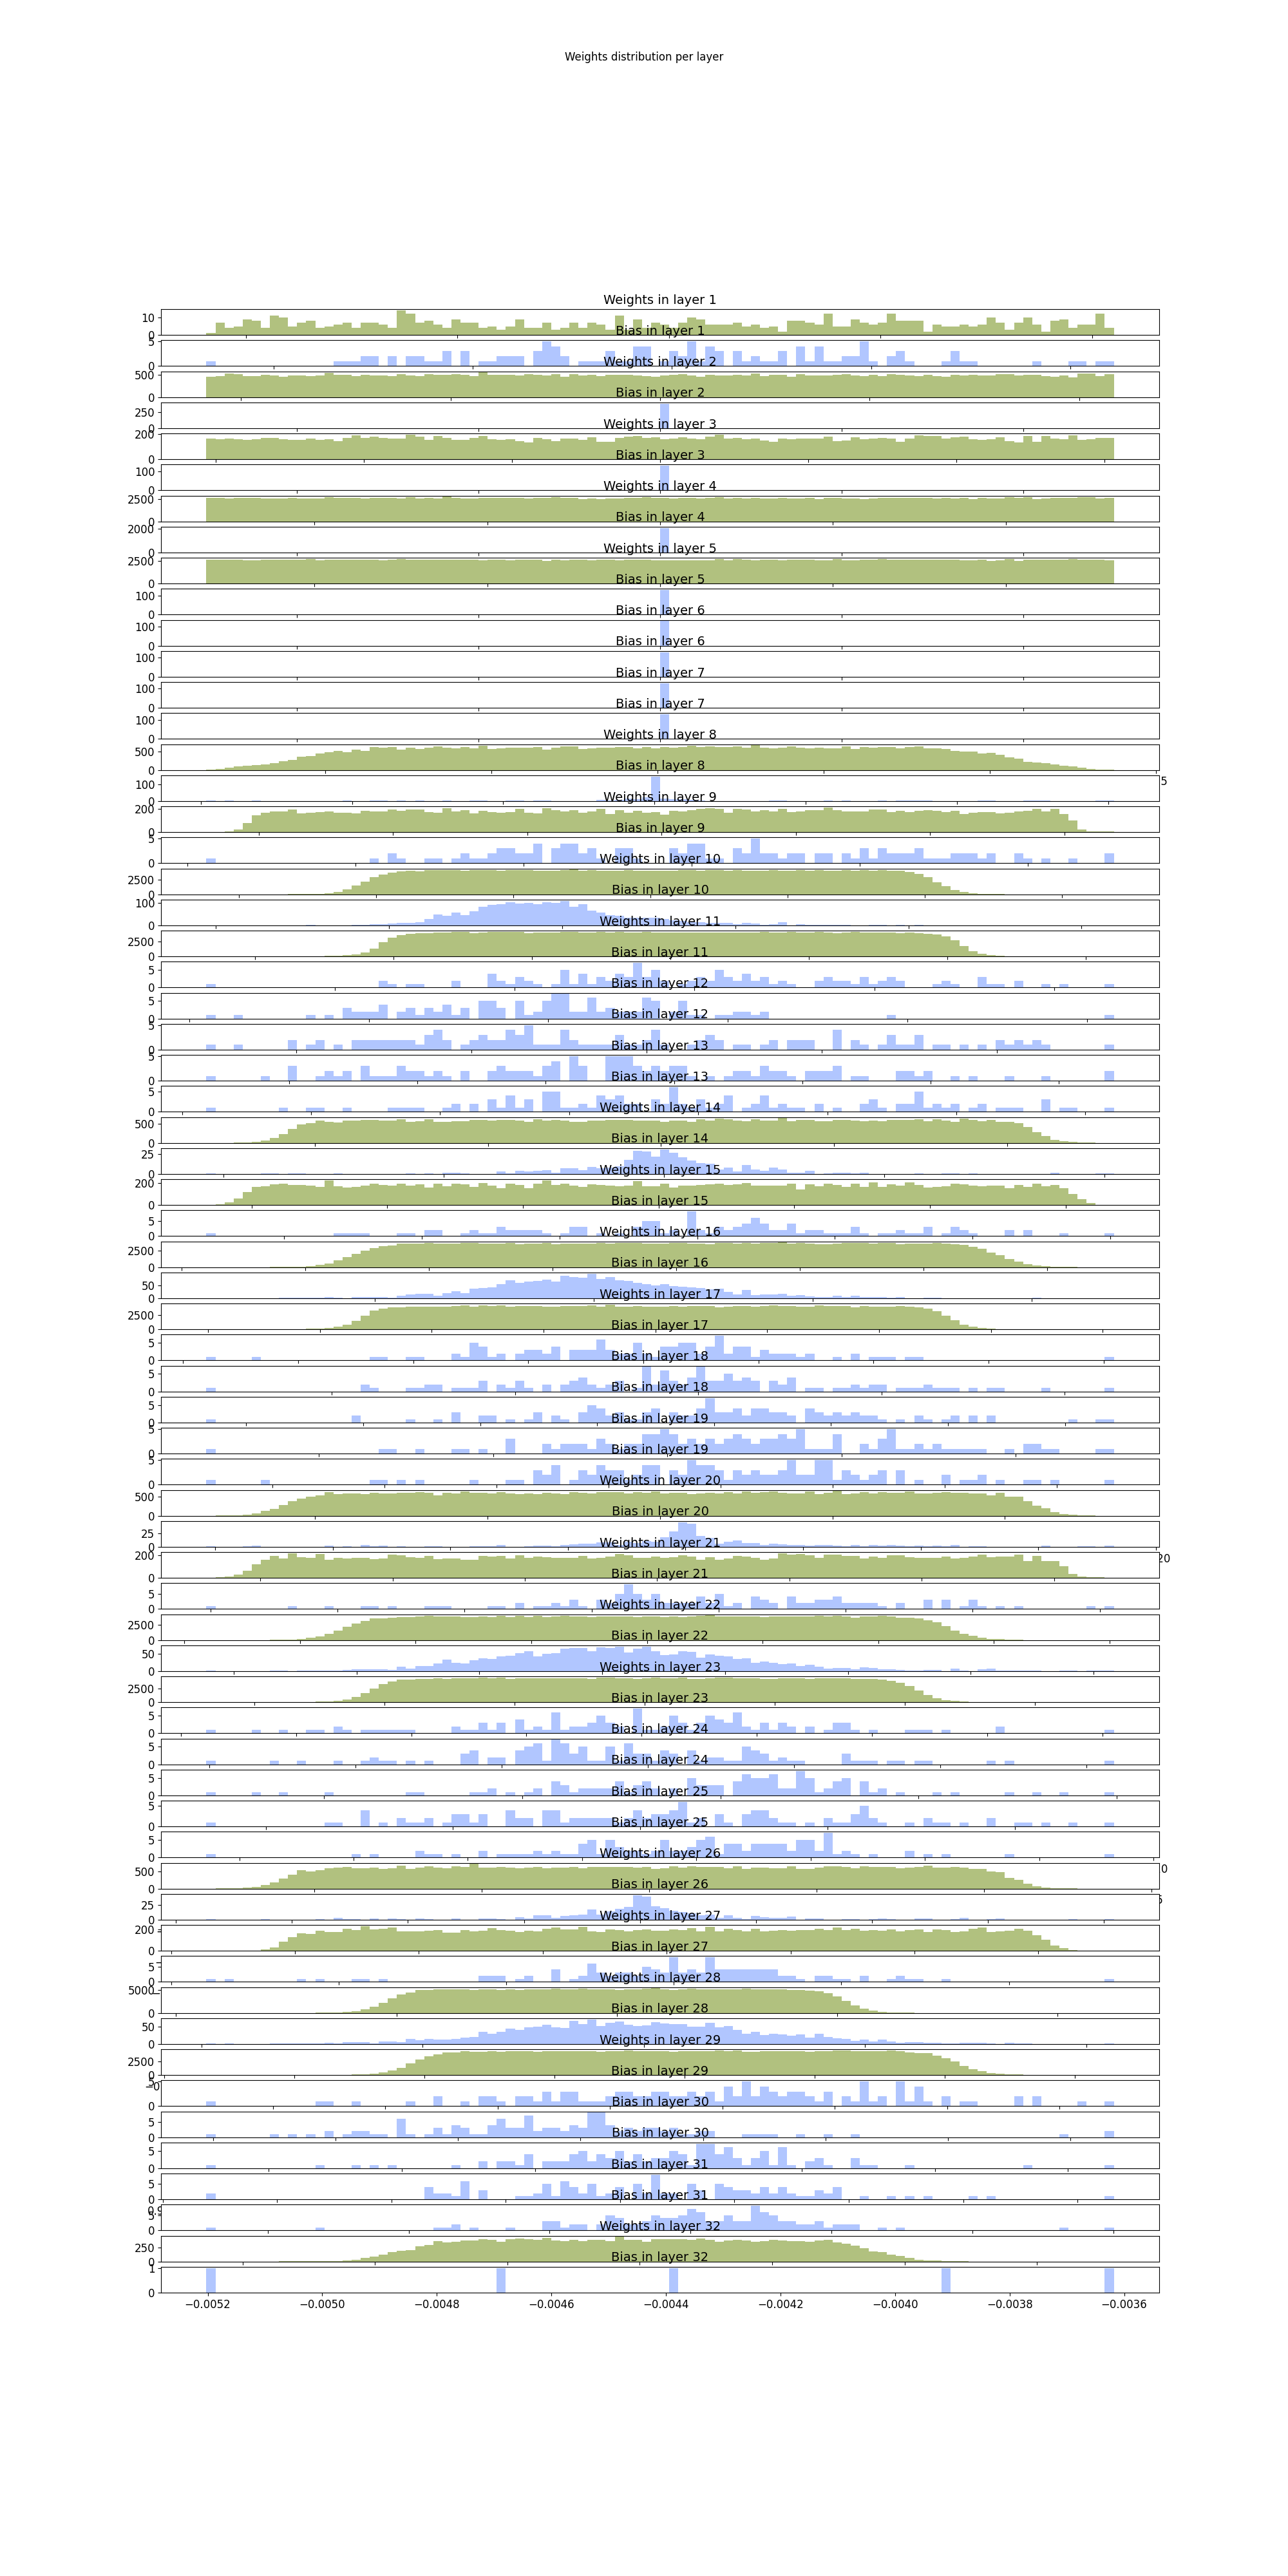 Weights distribution per layer
Weights in layer 1
10
0
Bias in layer 1
5
0
Weights in layer 2
500
0
Bias in layer 2
250
0
Weights in layer 3
200
0
Bias in layer 3
100
0
Weights in layer 4
2500
0
Bias in layer 4
2000
0
Weights in layer 5
2500
0
Bias in layer 5
100
0
Bias in layer 6
100
0
Bias in layer 6
100
0
Bias in layer 7
100
0
Bias in layer 7
100
0
Weights in layer 8
500
0
Bias in layer 8
5
100
0
Weights in layer 9
200
0
Bias in layer 9
5
0
Weights in layer 10
2500
0
Bias in layer 10
100
0
Weights in layer 11
2500
0
Bias in layer 11
5
0
Bias in layer 12
5
0
Bias in layer 12
5
0
Bias in layer 13
5
0
Bias in layer 13
5
0
Weights in layer 14
500
0
Bias in layer 14
25
0
Weights in layer 15
200
0
Bias in layer 15
5
0
Weights in layer 16
2500
0
Bias in layer 16
50
0
Weights in layer 17
2500
0
Bias in layer 17
5
0
Bias in layer 18
5
0
Bias in layer 18
5
0
Bias in layer 19
5
0
Bias in layer 19
5
0
Weights in layer 20
500
0
Bias in layer 20
25
0
Weights in layer 21
20
200
0
Bias in layer 21
5
0
Weights in layer 22
2500
0
Bias in layer 22
50
0
Weights in layer 23
2500
0
Bias in layer 23
5
0
Bias in layer 24
5
0
Bias in layer 24
5
0
Bias in layer 25
5
0
Bias in layer 25
5
0
Weights in layer 26
0
500
0
Bias in layer 26
25
0
Weights in layer 27
200
0
Bias in layer 27
5
0
Weights in layer 28
5000
0
Bias in layer 28
50
0
Weights in layer 29
2500
0
Bias in layer 29
−0
5
0
Bias in layer 30
5
0
Bias in layer 30
5
0
Bias in layer 31
5
0
Bias in layer 31
5
0
Weights in layer 32
250
0
Bias in layer 32
1
0
−0.0052 −0.0050 −0.0048 −0.0046 −0.0044 −0.0042 −0.0040 −0.0038 −0.0036